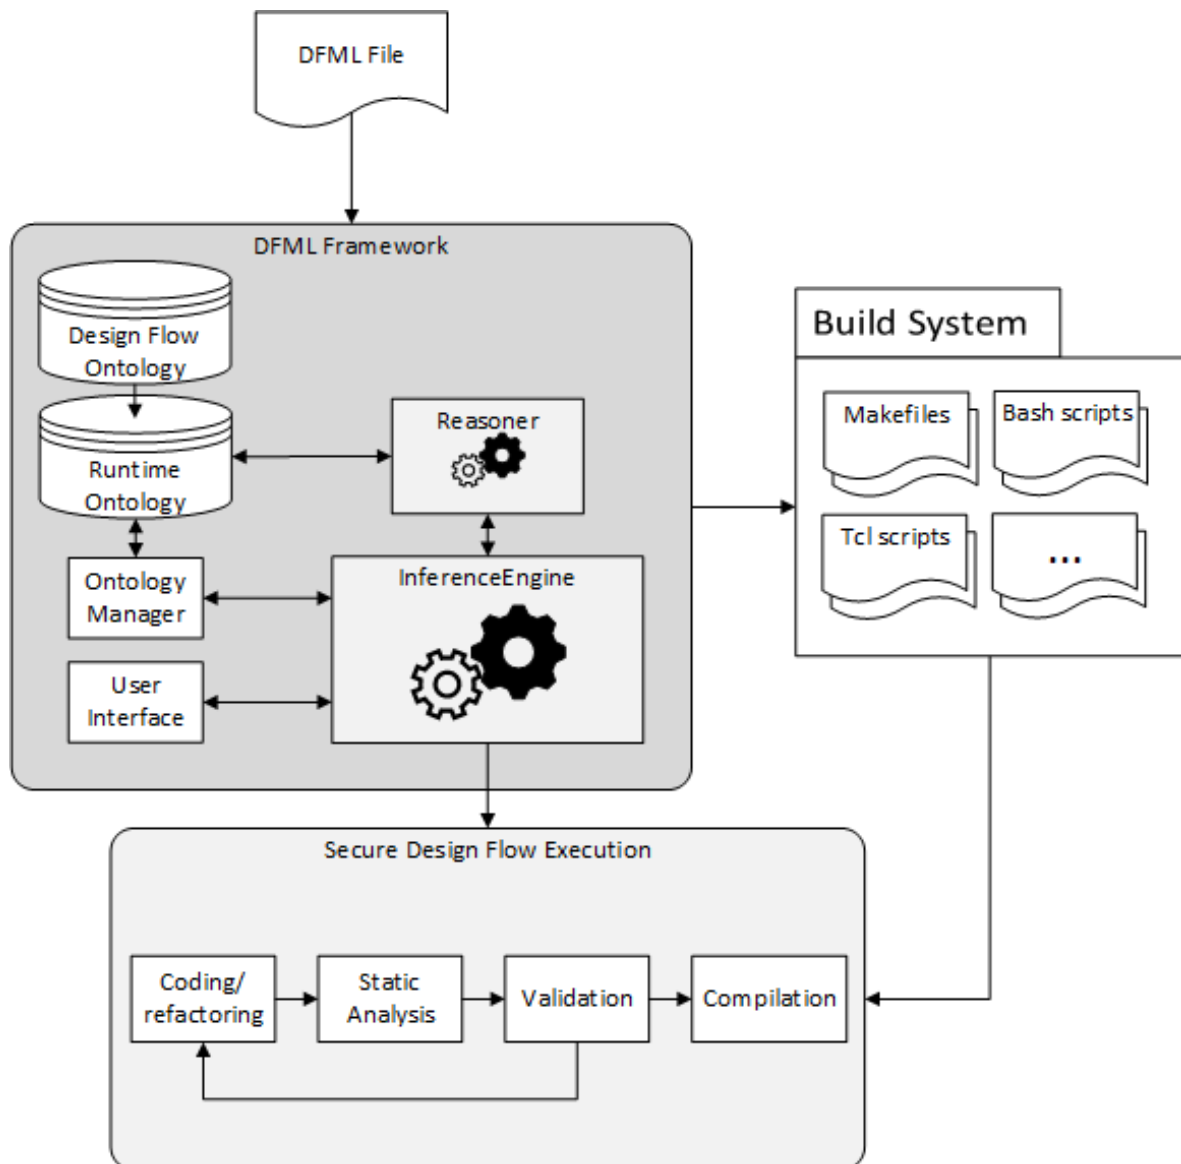 DFML File
DFML Framework
Design Flow
Ontology
Runtime
Ontology
Reasoner
Ontology
Manager
InferenceEngine
User
Interface
Build System
Makefiles
Bash scripts
Tcl scripts
...
Secure Design Flow Execution
Coding/
refactoring
Static
Analysis
Validation
Compilation